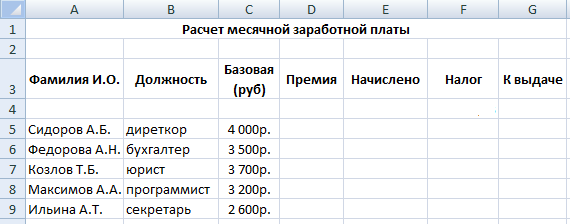 A B C D E F G
1 Расчет месячной заработной платы
2
3 Фамилия И.О. Должность Базовая (руб) Премия Начислено Налог К выдаче
4
5 Сидоров А.Б. диреткор 4 000р.
6 Федорова А.Н. бухгалтер 3 500р.
7 Козлов Т.Б. юрист 3 700р.
8 Максимов А.А. программист 3 200р.
9 Ильина А.Т. секретарь 2 600р.